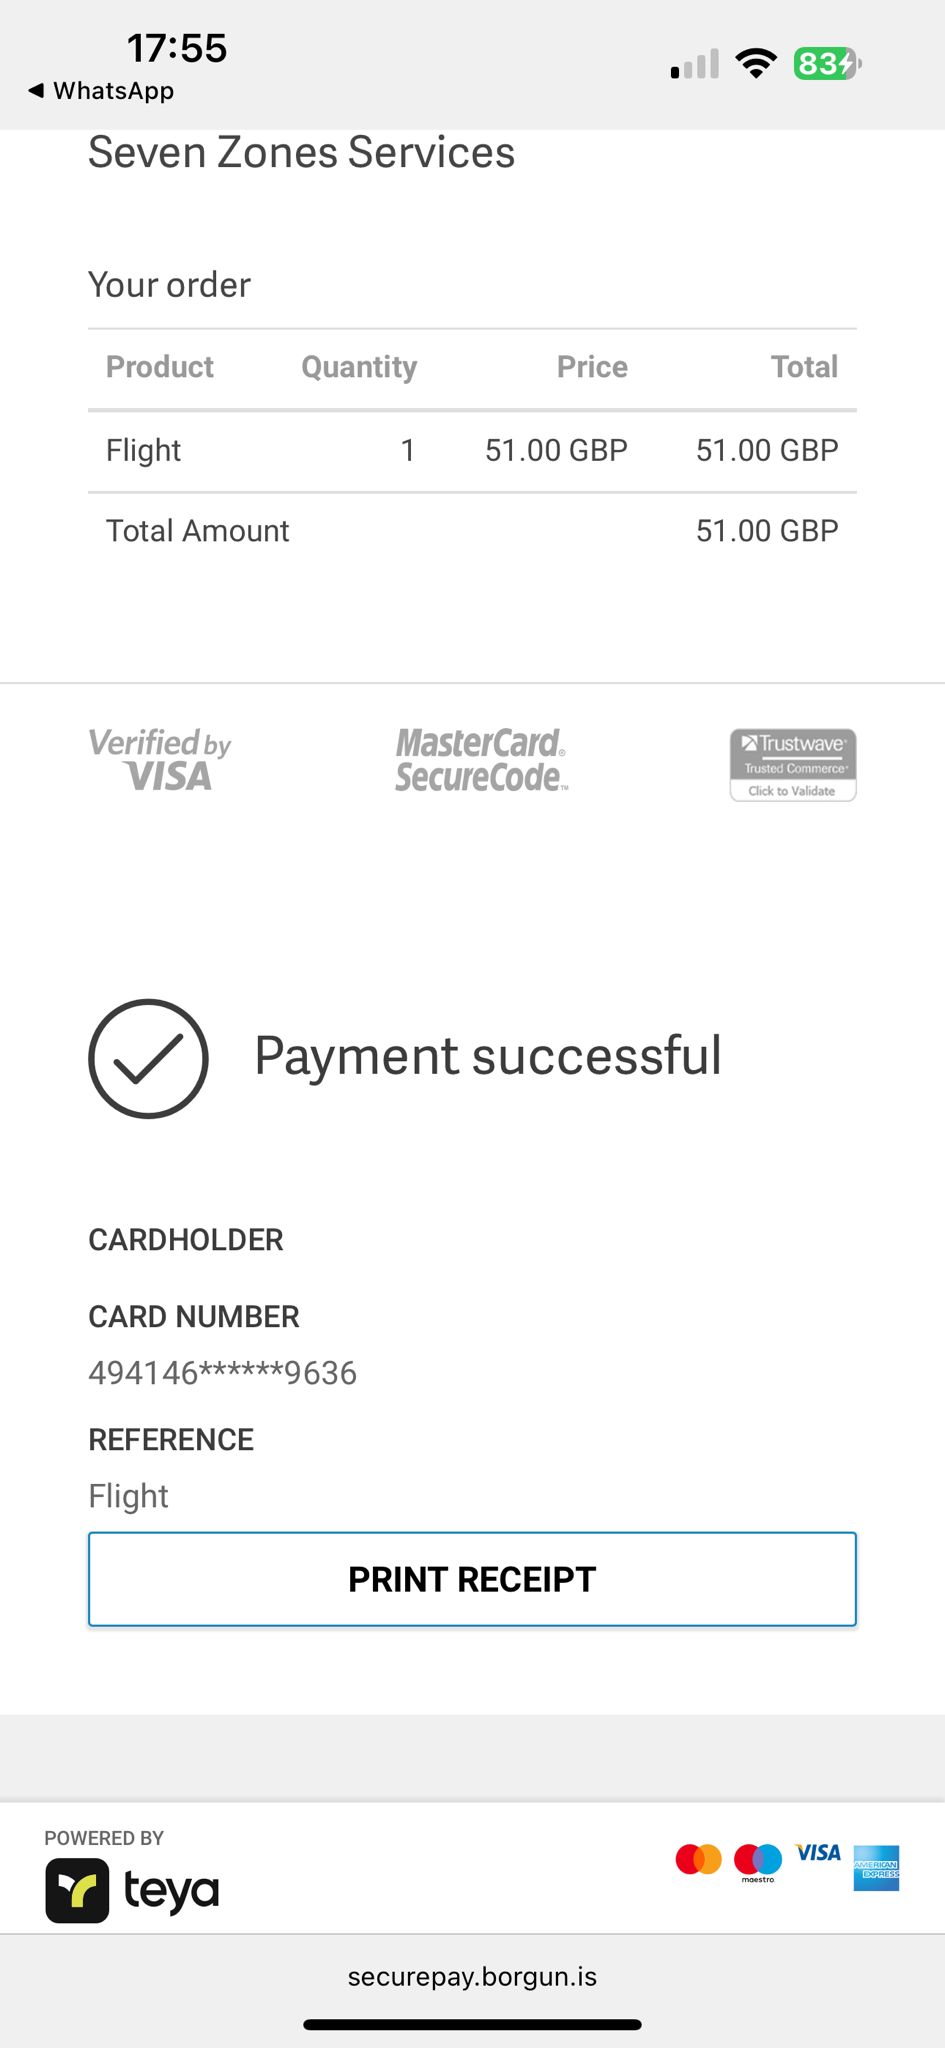 17:55
83
◀ WhatsApp
Seven Zones Services
Your order
Product Quantity Price Total
Flight 1 51.00 GBP 51.00 GBP
Total Amount 51.00 GBP
Verified by
VISA
MasterCard®
SecureCode™
Trustwave®
Trusted Commerce®
Click to Validate
Payment successful
CARDHOLDER
CARD NUMBER
494146******9636
REFERENCE
Flight
PRINT RECEIPT
POWERED BY
teya
maestro
VISA
AMERICAN
EXPRESS
securepay.borgun.is